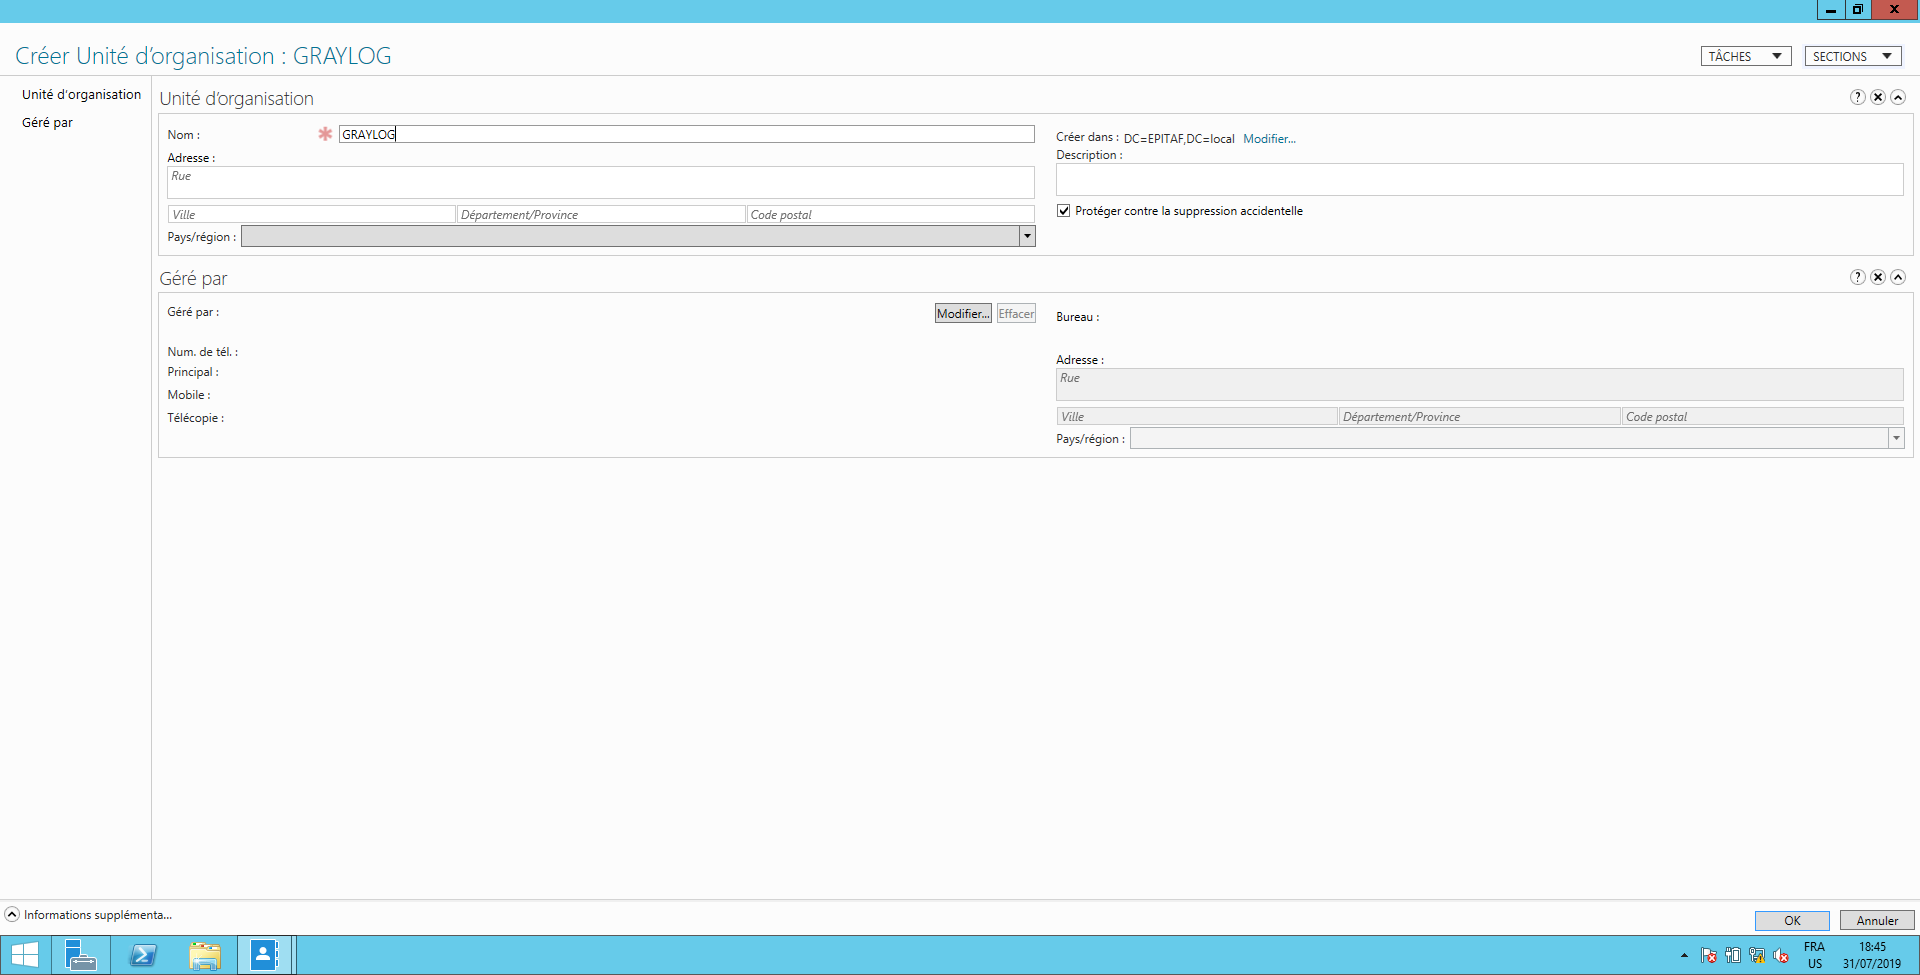 Créer Unité d'organisation : GRAYLOG
TÂCHES
SECTIONS
Unité d'organisation
Géré par
Unité d'organisation
Nom :
GRAYLOG
Adresse :
Rue
Ville
Département/Province
Code postal
Pays/région :
Créer dans : DC=EPITAF,DC=local Modifier...
Description :
Protéger contre la suppression accidentelle
Géré par
Géré par :
Modifier...
Effacer
Num. de tél. :
Principal :
Mobile :
Télécopie :
Bureau :
Adresse :
Rue
Ville
Département/Province
Code postal
Pays/région :
Informations supplémenta...
OK
Annuler
FRA
US
18:45
31/07/2019